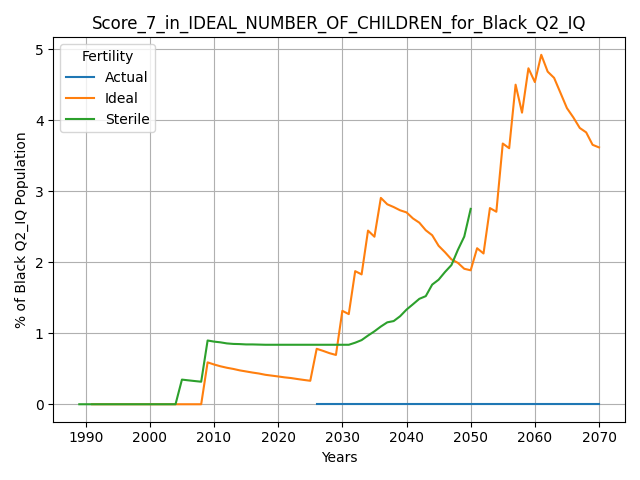 Score_7_in_IDEAL_NUMBER_OF_CHILDREN_for_Black_Q2_IQ
Fertility
Actual
Ideal
Sterile
% of Black Q2_IQ Population
5
4
3
2
1
0
1990 2000 2010 2020 2030 2040 2050 2060 2070
Years